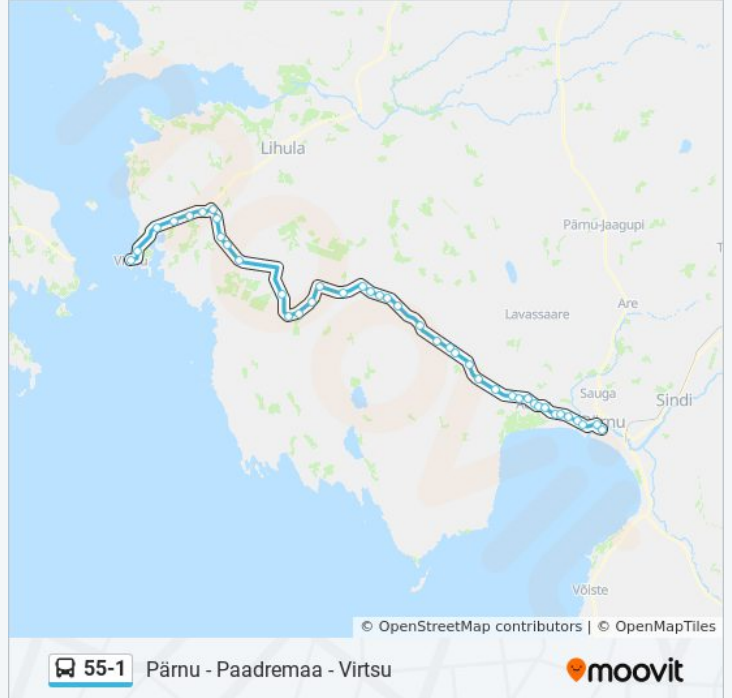 Lihula
Pärnu-Jaagupi
Are
Lavassaare
Sauga
Sindi
Pärnu
Võiste
© OpenStreetMap contributors | © OpenMapTiles
55-1 Pärnu - Paadremaa - Virtsu
moovit